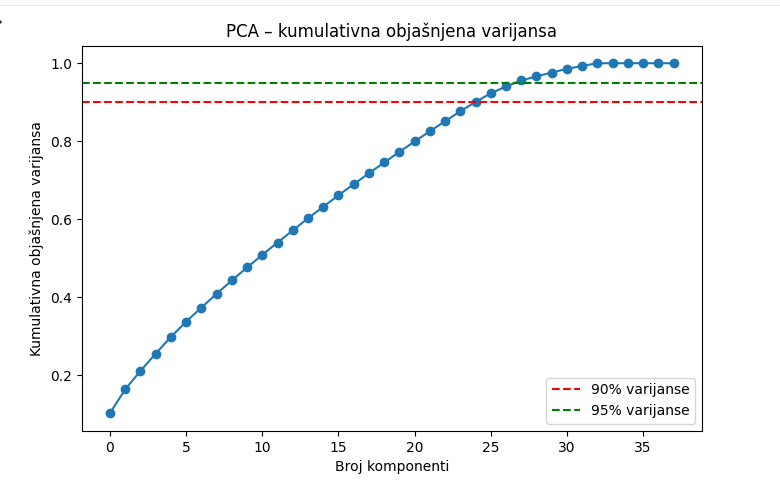 PCA – kumulativna objašnjena varijansa
1.0
0.8
0.6
0.4
0.2
Kumulativna objašnjena varijansa
90% varijanse
95% varijanse
0 5 10 15 20 25 30 35
Broj komponenti